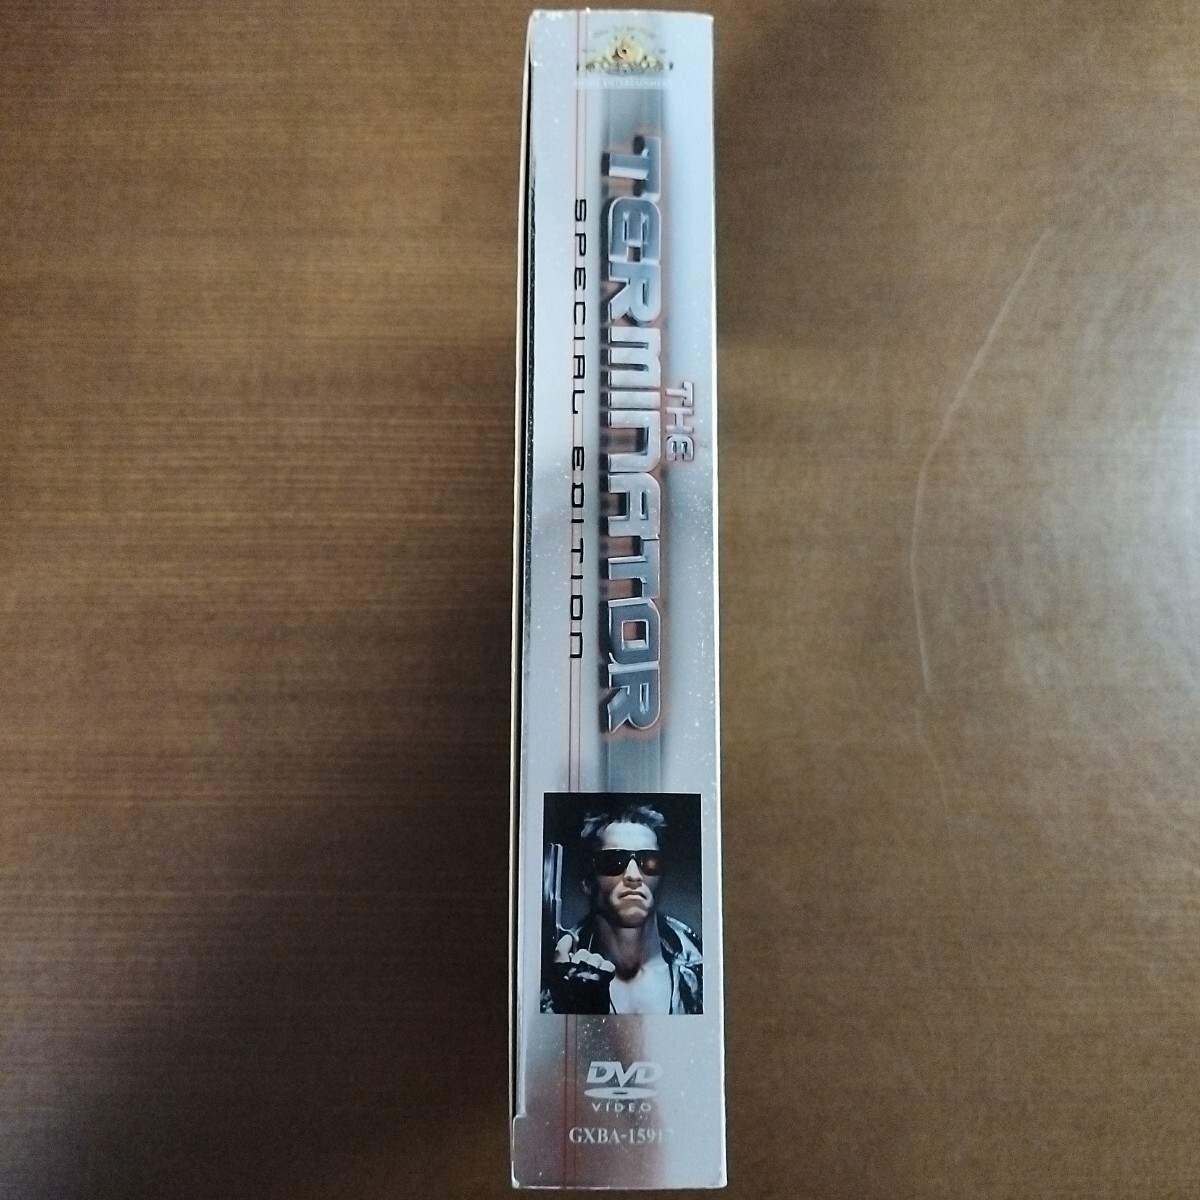 THE
TERMINATOR
SPECIAL EDITION
DVD
VIDEO